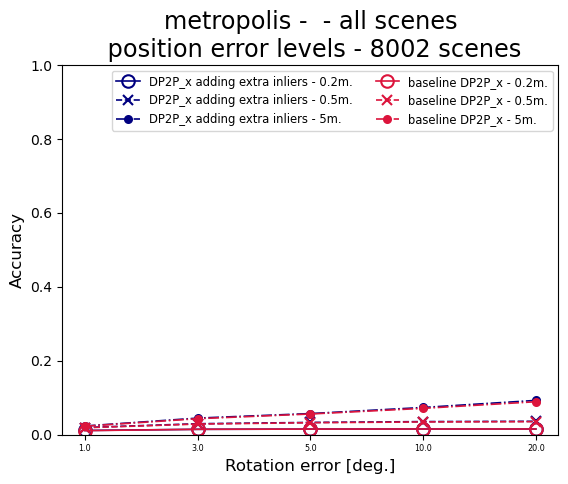 metropolis -  - all scenes
position error levels - 8002 scenes
DP2P_x adding extra inliers - 0.2m.
DP2P_x adding extra inliers - 0.5m.
DP2P_x adding extra inliers - 5m.
baseline DP2P_x - 0.2m.
baseline DP2P_x - 0.5m.
baseline DP2P_x - 5m.
Accuracy
1.0
0.8
0.6
0.4
0.2
0.0
1.0 3.0 5.0 10.0 20.0
Rotation error [deg.]